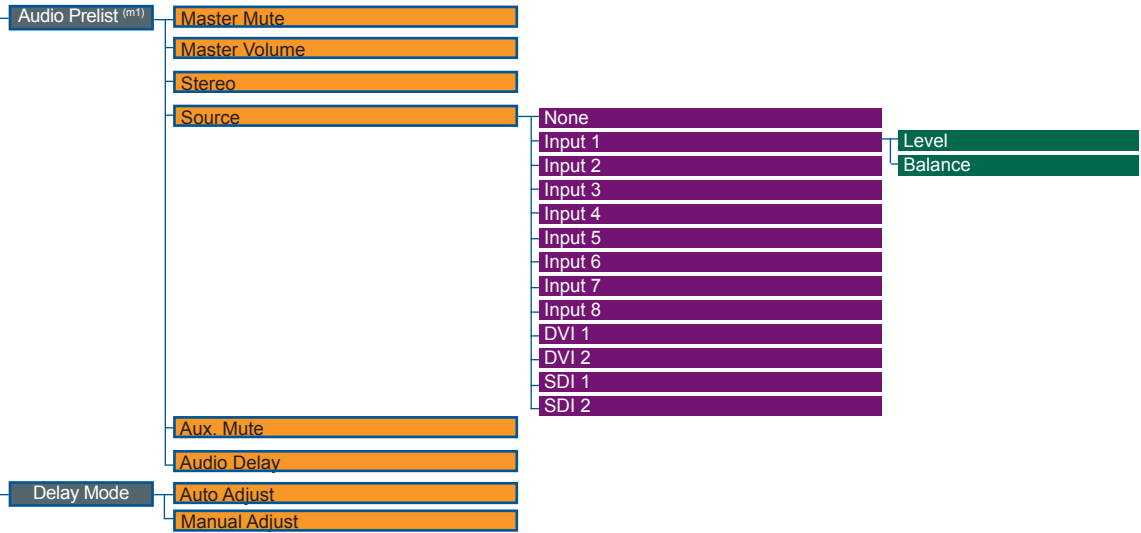 Audio Prelist (m1)
Master Mute
Master Volume
Stereo
Source
None
Input 1
Level
Balance
Input 2
Input 3
Input 4
Input 5
Input 6
Input 7
Input 8
DVI 1
DVI 2
SDI 1
SDI 2
Aux. Mute
Audio Delay
Delay Mode
Auto Adjust
Manual Adjust